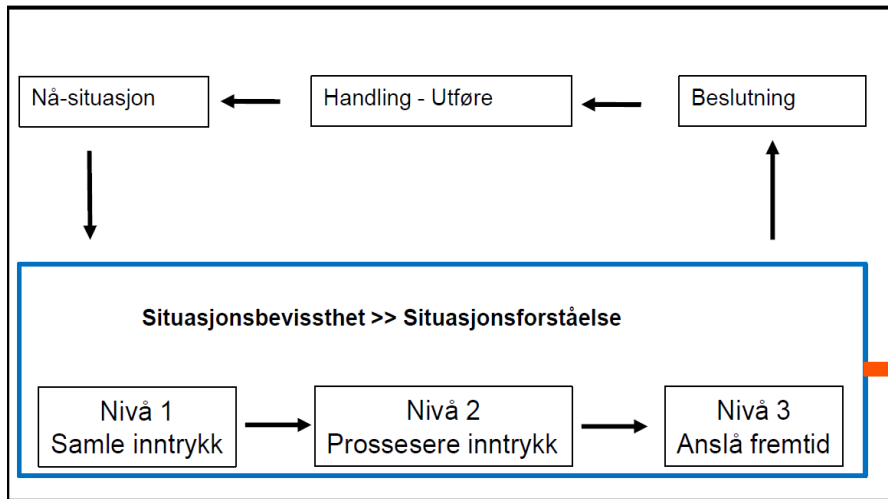 Nå-situasjon
Handling - Utføre
Beslutning
Situasjonsbevissthet >> Situasjonsforståelse
Nivå 1
Samle inntrykk
Nivå 2
Prossesere inntrykk
Nivå 3
Anslå fremtid